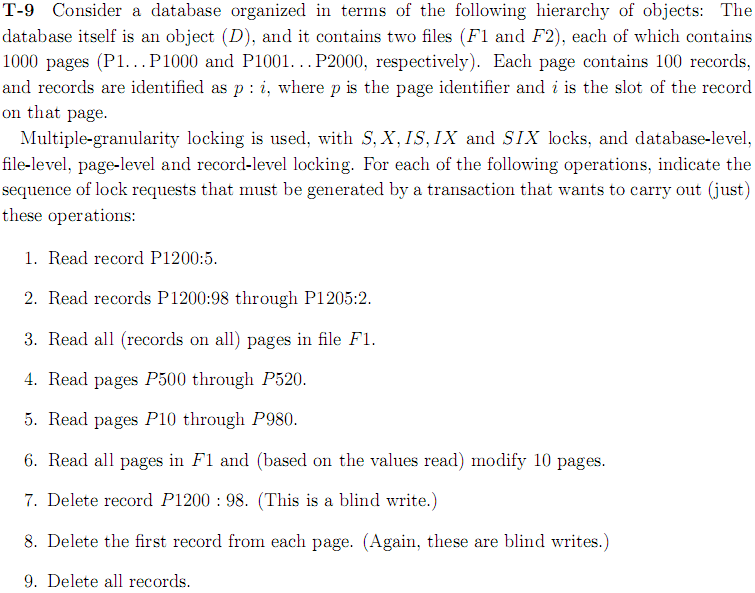 T-9 Consider a database organized in terms of the following hierarchy of objects: The
database itself is an object (D), and it contains two files (F1 and F2), each of which contains
1000 pages (P1...P1000 and P1001...P2000, respectively). Each page contains 100 records,
and records are identified as p : i, where p is the page identifier and i is the slot of the record
on that page.
Multiple-granularity locking is used, with S, X, IS, IX and SIX locks, and database-level,
file-level, page-level and record-level locking. For each of the following operations, indicate the
sequence of lock requests that must be generated by a transaction that wants to carry out (just)
these operations:
1. Read record P1200:5.
2. Read records P1200:98 through P1205:2.
3. Read all (records on all) pages in file F1.
4. Read pages P500 through P520.
5. Read pages P10 through P980.
6. Read all pages in F1 and (based on the values read) modify 10 pages.
7. Delete record P1200 : 98. (This is a blind write.)
8. Delete the first record from each page. (Again, these are blind writes.)
9. Delete all records.